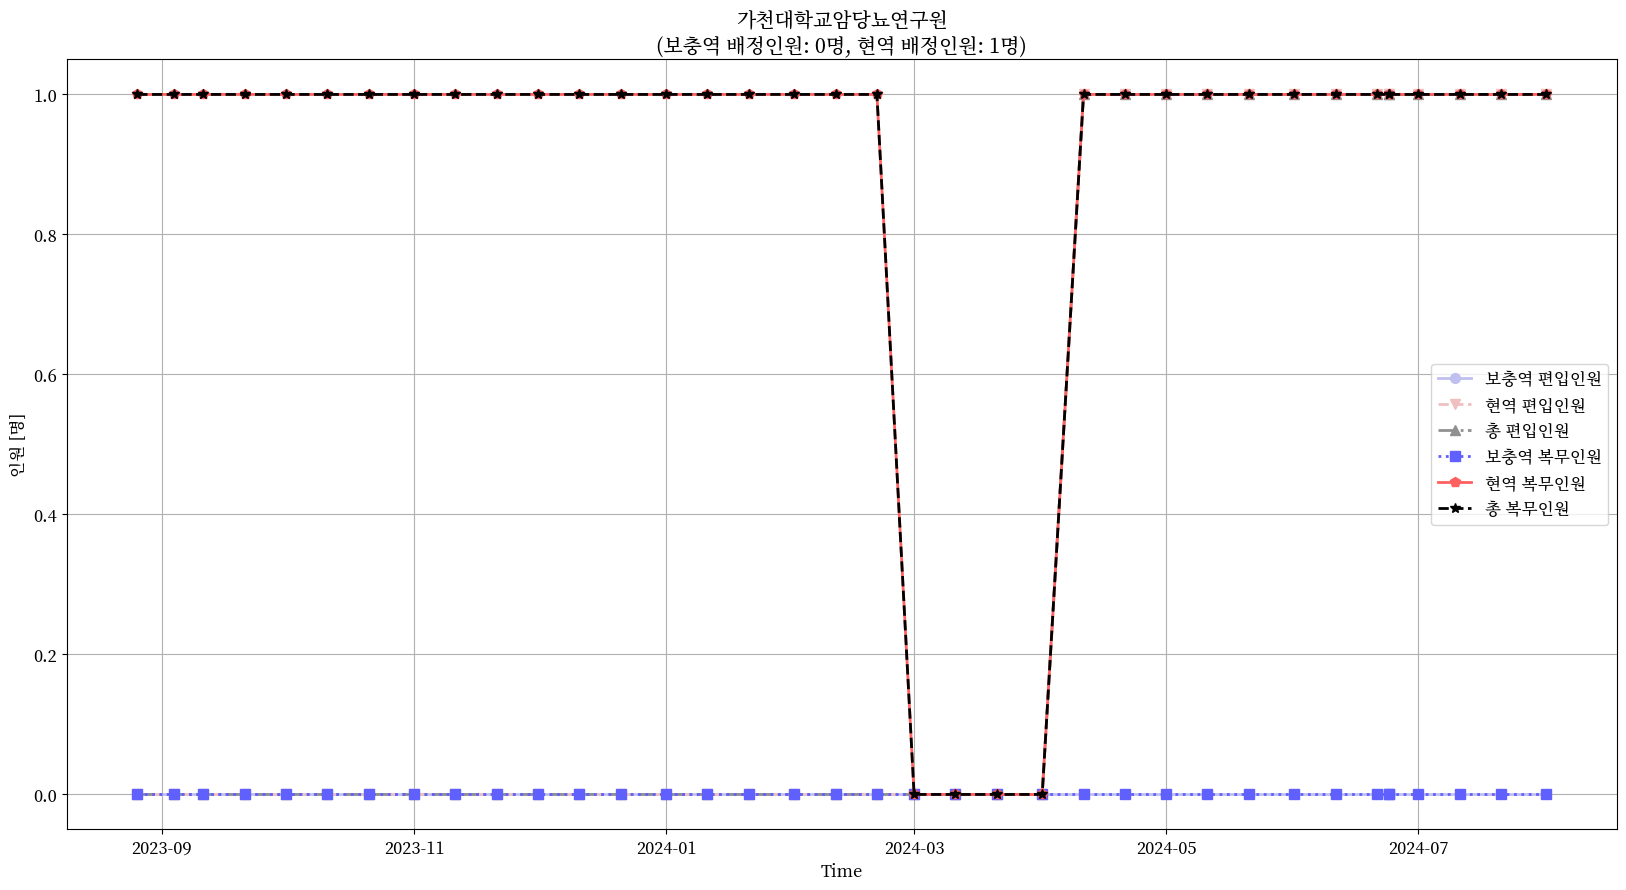 가천대학교암당뇨연구원
(보충역 배정인원: 0명, 현역 배정인원: 1명)
1.0
0.8
0.6
0.4
0.2
0.0
인원 [명]
보충역 편입인원
현역 편입인원
총 편입인원
보충역 복무인원
현역 복무인원
총 복무인원
2023-09
2023-11
2024-01
2024-03
2024-05
2024-07
Time